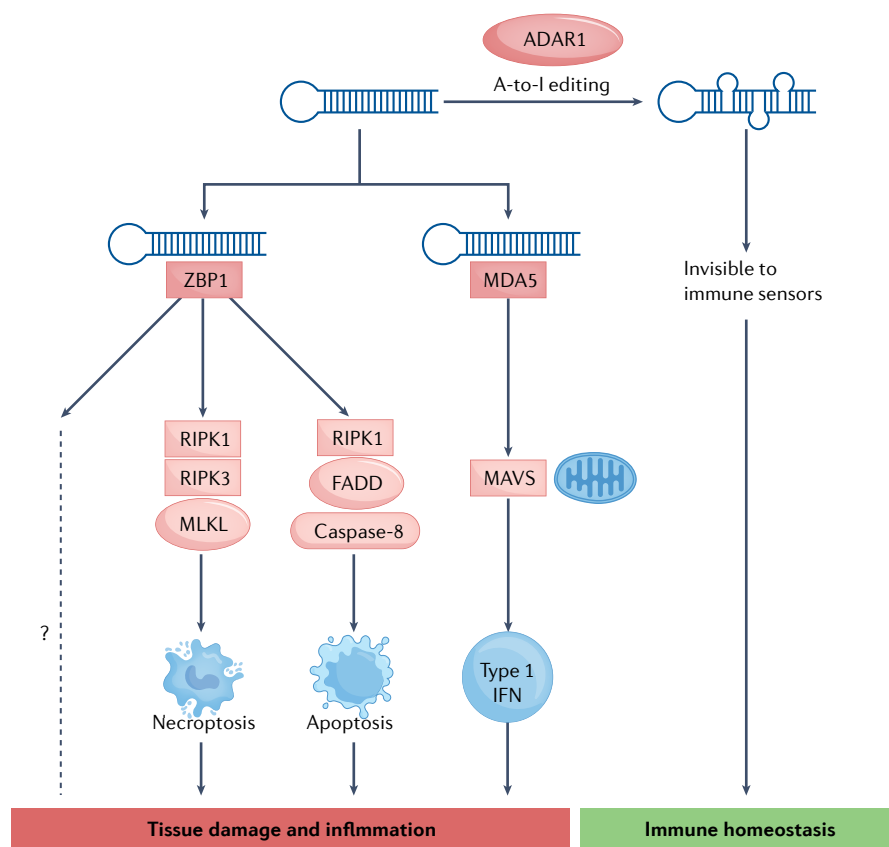 ADAR1
A-to-I editing
ZBP1
MDA5
Invisible to
immune sensors
RIPK1
RIPK3
MLKL
RIPK1
FADD
Caspase-8
MAVS
?
Type 1
IFN
Necroptosis
Apoptosis
Tissue damage and inflmmation
Immune homeostasis